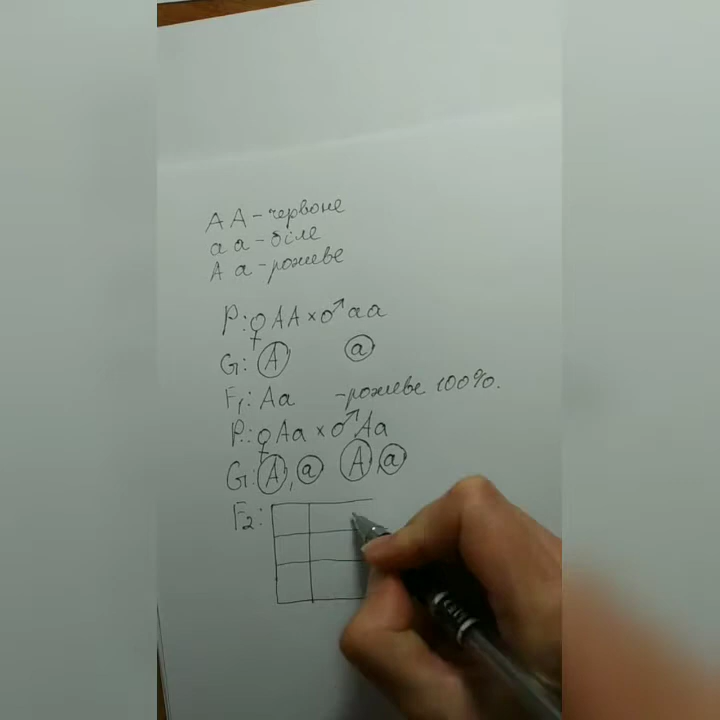 АА - червоне
аа - біле
Аа - рожеве
P: ♀ АА × ♂ аа
G: А а
F1: Аа - рожеве 100%.
P: ♀ Аа × ♂ Аа
G: А, а А, а
F2: